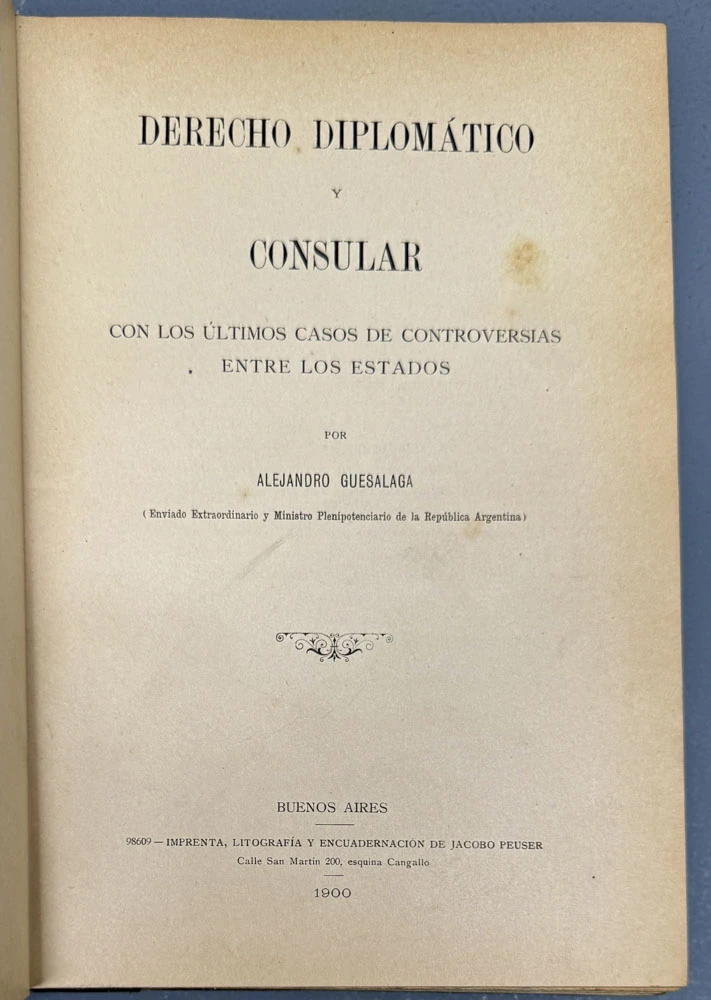 DERECHO DIPLOMÁTICO
Y
CONSULAR
CON LOS ÚLTIMOS CASOS DE CONTROVERSIAS
ENTRE LOS ESTADOS
POR
ALEJANDRO GUESALAGA
(Enviado Extraordinario y Ministro Plenipotenciario de la República Argentina)
BUENOS AIRES
98609 — IMPRENTA, LITOGRAFÍA Y ENCUADERNACIÓN DE JACOBO PEUSER
Calle San Martín 200, esquina Cangallo
1900